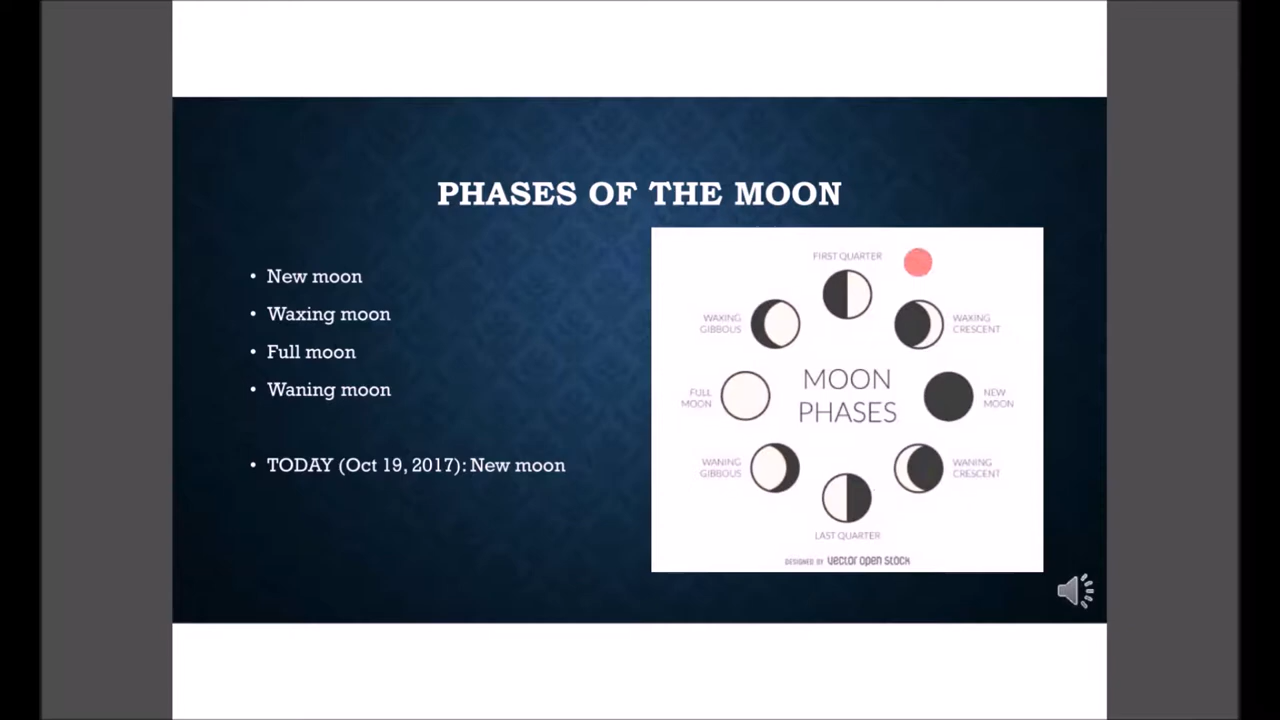 PHASES OF THE MOON
• New moon
• Waxing moon
• Full moon
• Waning moon
• TODAY (Oct 19, 2017): New moon
FIRST QUARTER
WAXING
GIBBOUS
WAXING
CRESCENT
MOON
PHASES
FULL
MOON
NEW
MOON
WANING
GIBBOUS
WANING
CRESCENT
LAST QUARTER
DESIGNED BY vector open stock